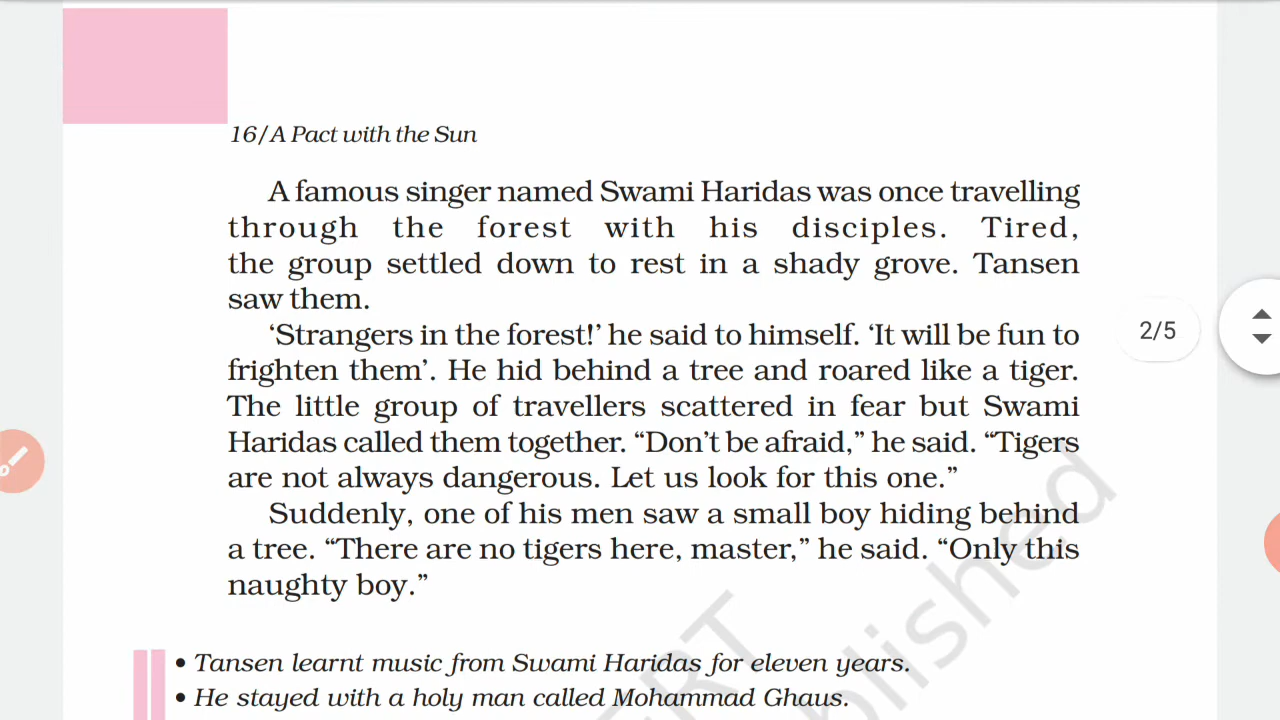 16/A Pact with the Sun
A famous singer named Swami Haridas was once travelling
through the forest with his disciples. Tired,
the group settled down to rest in a shady grove. Tansen
saw them.
‘Strangers in the forest!’ he said to himself. ‘It will be fun to
frighten them’. He hid behind a tree and roared like a tiger.
The little group of travellers scattered in fear but Swami
Haridas called them together. “Don’t be afraid,” he said. “Tigers
are not always dangerous. Let us look for this one.”
Suddenly, one of his men saw a small boy hiding behind
a tree. “There are no tigers here, master,” he said. “Only this
naughty boy.”
• Tansen learnt music from Swami Haridas for eleven years.
• He stayed with a holy man called Mohammad Ghaus.
2/5